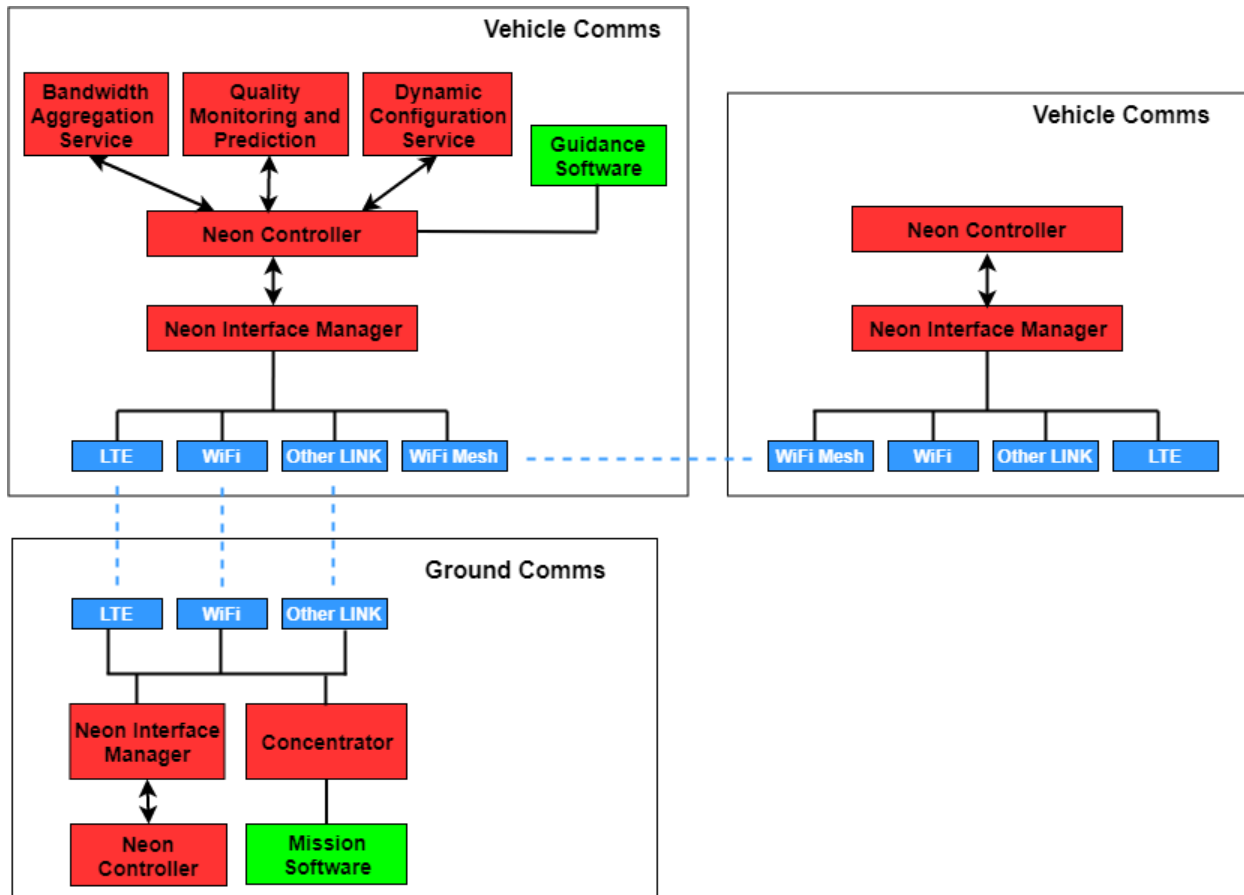 Vehicle Comms
Bandwidth
Aggregation
Service
Quality
Monitoring and
Prediction
Dynamic
Configuration
Service
Guidance
Software
Neon Controller
Neon Interface Manager
LTE
WiFi
Other LINK
WiFi Mesh
Vehicle Comms
Neon Controller
Neon Interface Manager
WiFi Mesh
WiFi
Other LINK
LTE
Ground Comms
LTE
WiFi
Other LINK
Neon Interface
Manager
Concentrator
Neon
Controller
Mission
Software